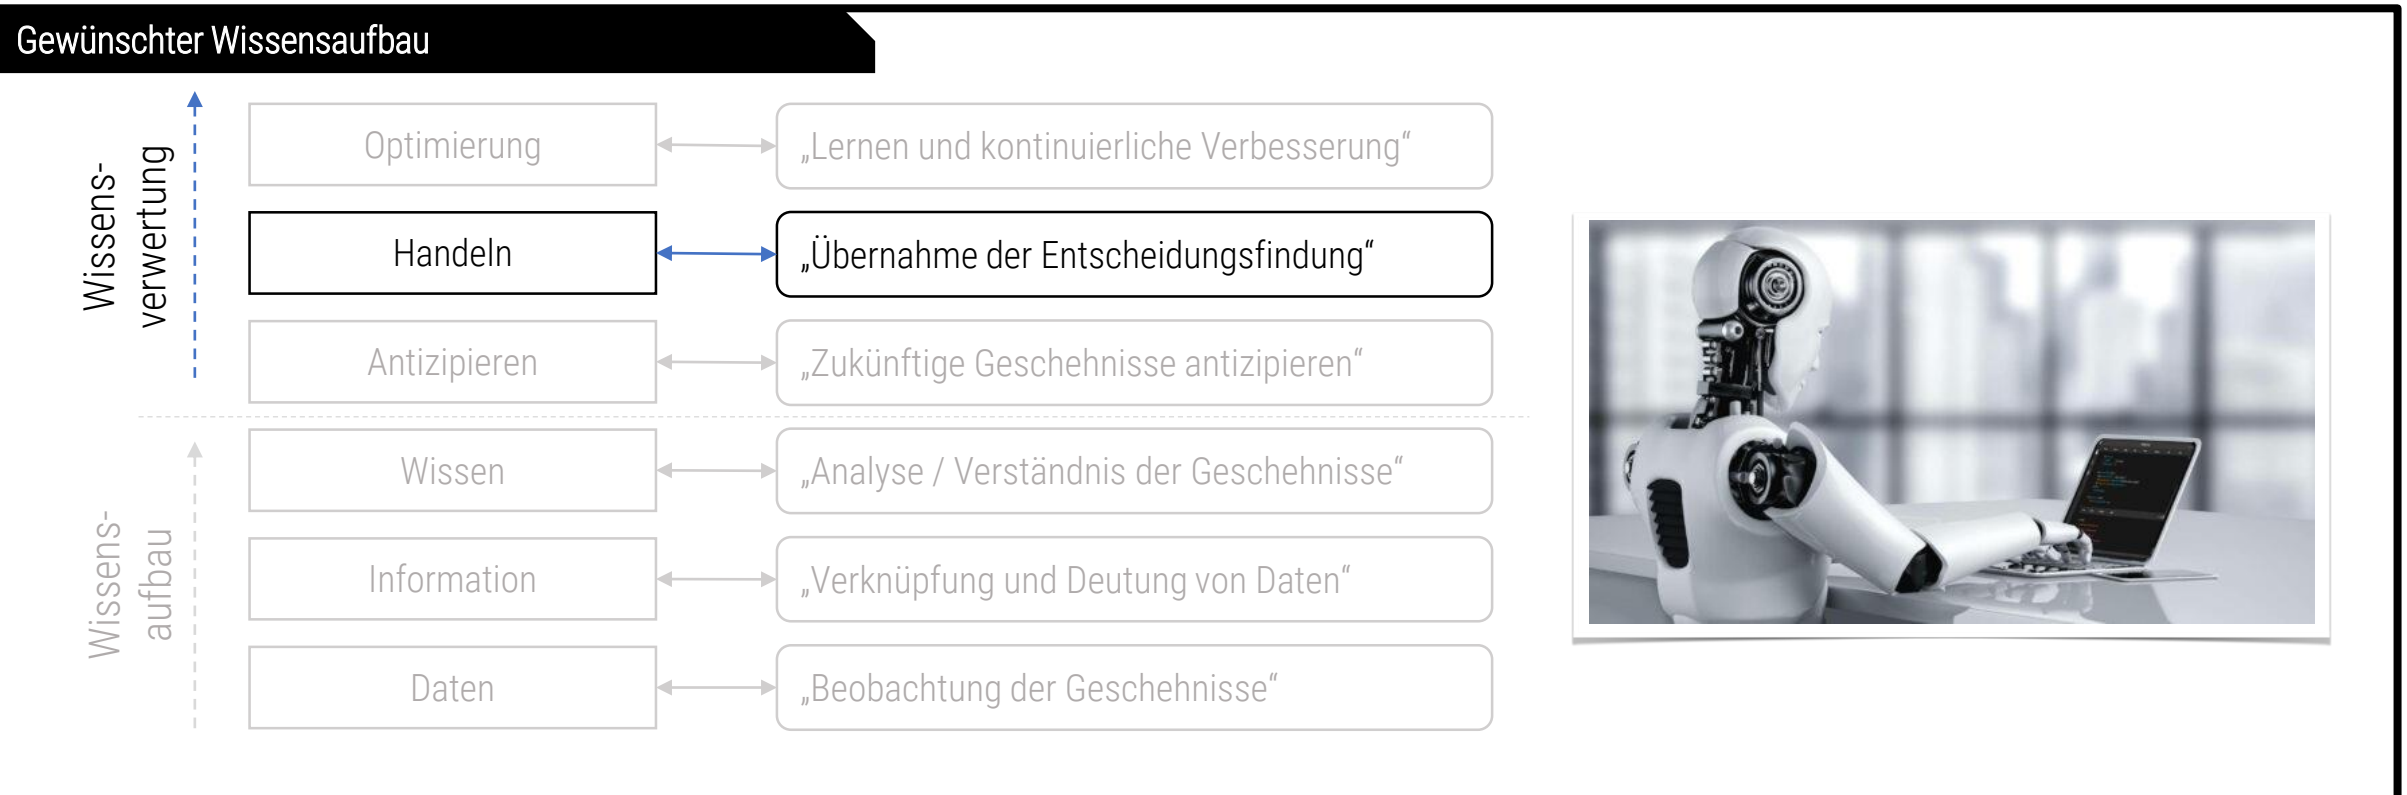 Gewünschter Wissensaufbau
Wissens-
verwertung
Optimierung
„Lernen und kontinuierliche Verbesserung“
Handeln
„Übernahme der Entscheidungsfindung“
Antizipieren
„Zukünftige Geschehnisse antizipieren“
Wissens-
aufbau
Wissen
„Analyse / Verständnis der Geschehnisse“
Information
„Verknüpfung und Deutung von Daten“
Daten
„Beobachtung der Geschehnisse“